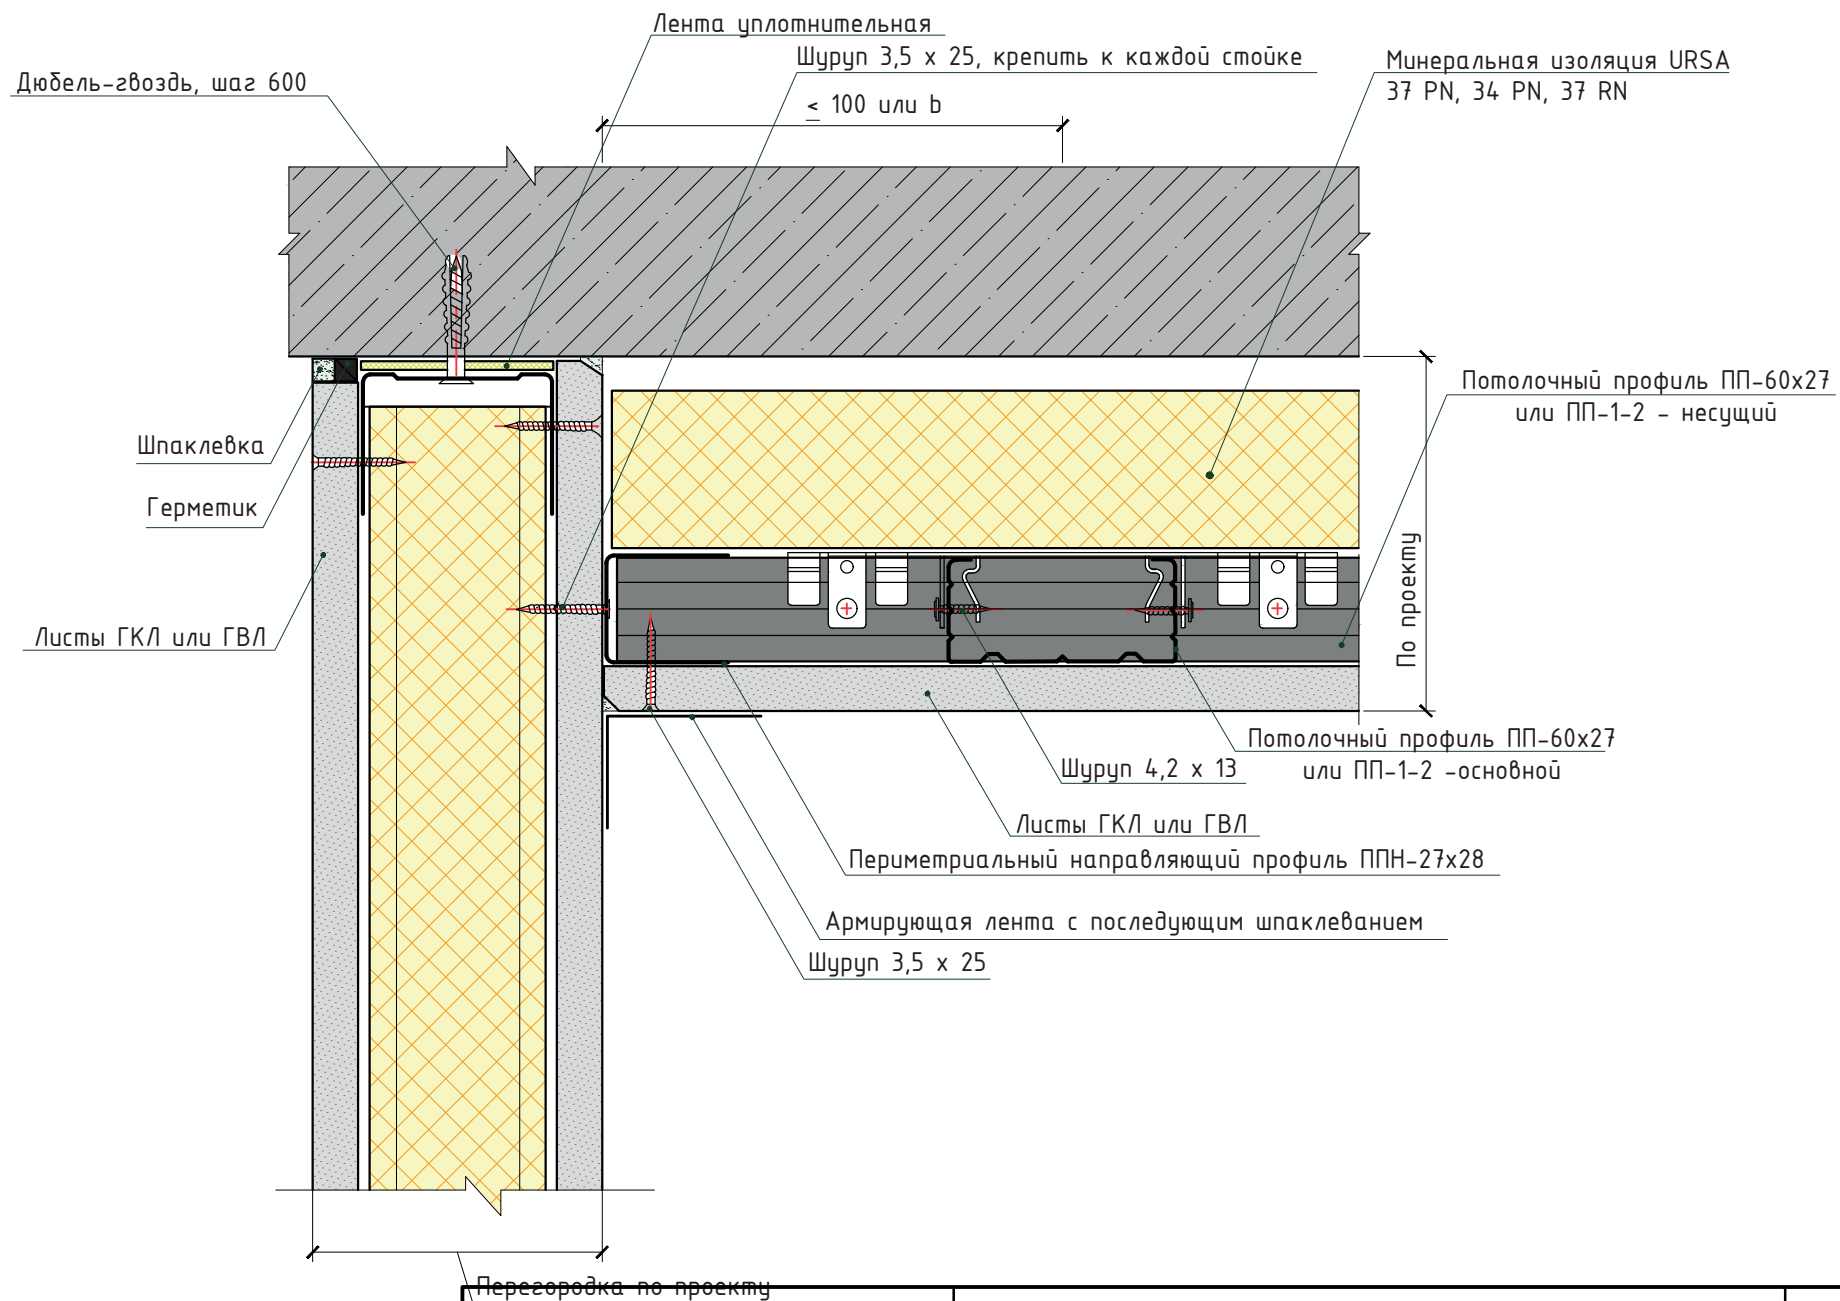 Лента уплотнительная
Шуруп 3,5 х 25, крепить к каждой стойке
Минеральная изоляция URSA
37 PN, 34 PN, 37 RN
Дюбель-гвоздь, шаг 600
≤ 100 или b
Потолочный профиль ПП-60х27
или ПП-1-2 - несущий
Шпаклевка
Герметик
По проекту
Листы ГКЛ или ГВЛ
Потолочный профиль ПП-60х27
или ПП-1-2 -основной
Шуруп 4,2 х 13
Листы ГКЛ или ГВЛ
Периметриальный направляющий профиль ППН-27х28
Армирующая лента с последующим шпаклеванием
Шуруп 3,5 х 25
Перегородка по проекту